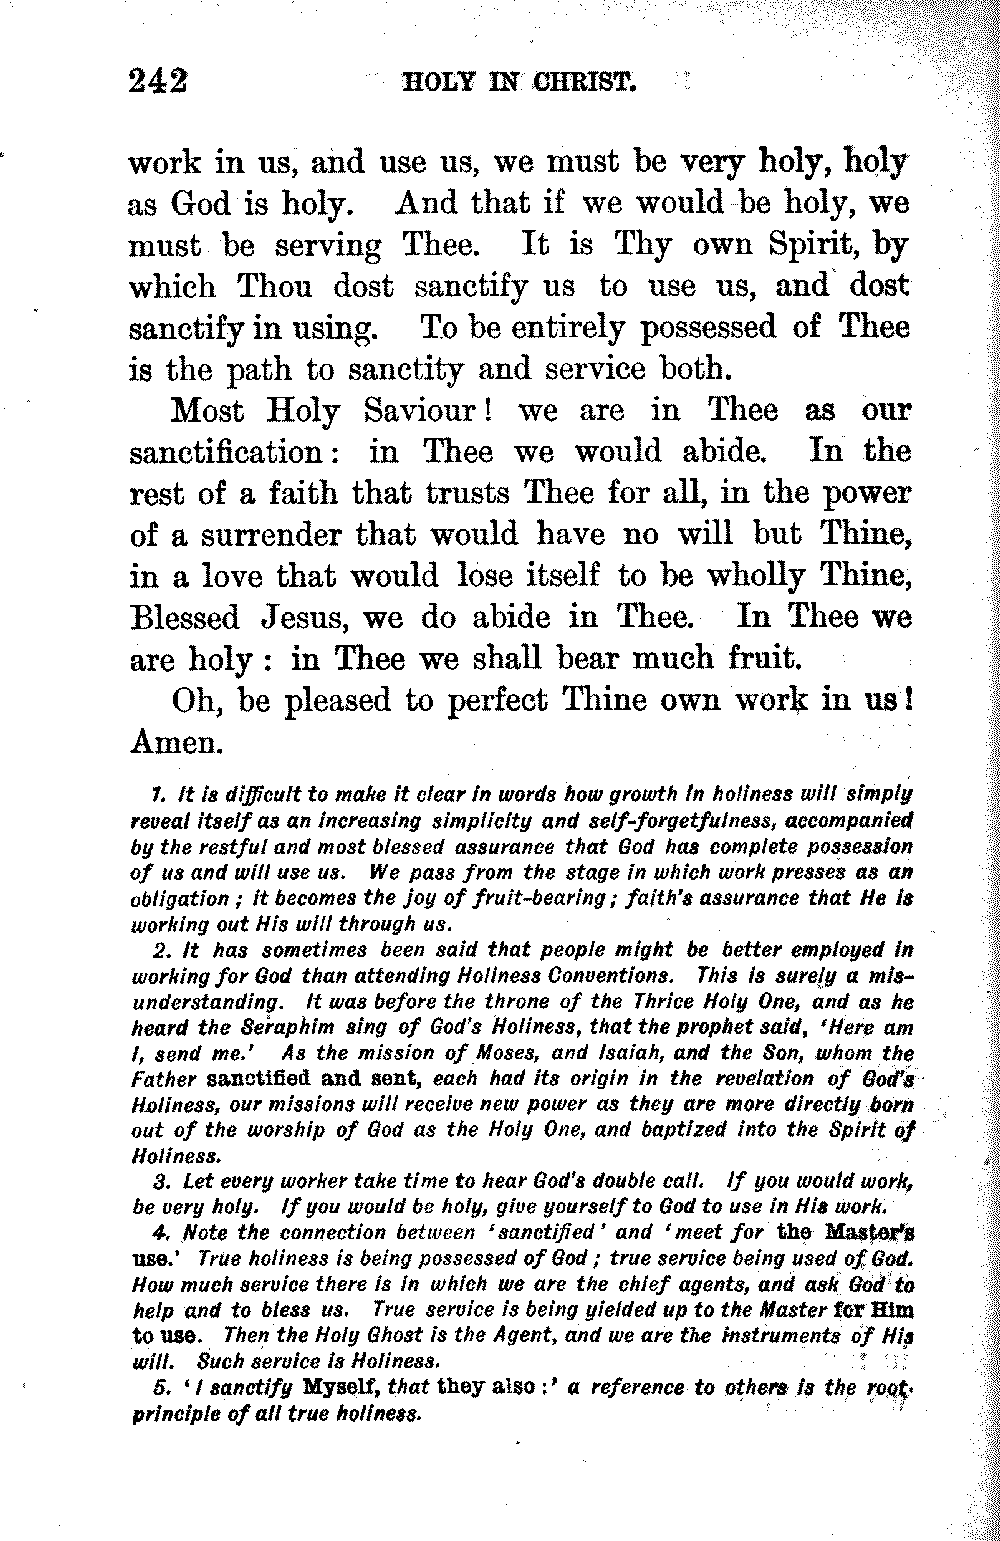 242 HOLY IN CHRIST.
work in us, and use us, we must be very holy, holy
as God is holy. And that if we would be holy, we
must be serving Thee. It is Thy own Spirit, by
which Thou dost sanctify us to use us, and dost
sanctify in using. To be entirely possessed of Thee
is the path to sanctity and service both.
Most Holy Saviour! we are in Thee as our
sanctification: in Thee we would abide. In the
rest of a faith that trusts Thee for all, in the power
of a surrender that would have no will but Thine,
in a love that would lose itself to be wholly Thine,
Blessed Jesus, we do abide in Thee. In Thee we
are holy: in Thee we shall bear much fruit.
Oh, be pleased to perfect Thine own work in us!
Amen.
1. It is difficult to make it clear in words how growth in holiness will simply
reveal itself as an increasing simplicity and self-forgetfulness, accompanied
by the restful and most blessed assurance that God has complete possession
of us and will use us. We pass from the stage in which work presses as an
obligation; it becomes the joy of fruit-bearing; faith's assurance that He is
working out His will through us.
2. It has sometimes been said that people might be better employed in
working for God than attending Holiness Conventions. This is surely a mis-
understanding. It was before the throne of the Thrice Holy One, and as he
heard the Seraphim sing of God's Holiness, that the prophet said, 'Here am
I, send me.' As the mission of Moses, and Isaiah, and the Son, whom the
Father sanctified and sent, each had its origin in the revelation of God's
Holiness, our missions will receive new power as they are more directly born
out of the worship of God as the Holy One, and baptized into the Spirit of
Holiness.
3. Let every worker take time to hear God's double call. If you would work,
be very holy. If you would be holy, give yourself to God to use in His work.
4. Note the connection between 'sanctified' and 'meet for the Master's
use.' True holiness is being possessed of God; true service being used of God.
How much service there is in which we are the chief agents, and ask God to
help and to bless us. True service is being yielded up to the Master for Him
to use. Then the Holy Ghost is the Agent, and we are the instruments of His
will. Such service is Holiness.
5. 'I sanctify Myself, that they also:' a reference to others is the root-
principle of all true holiness.